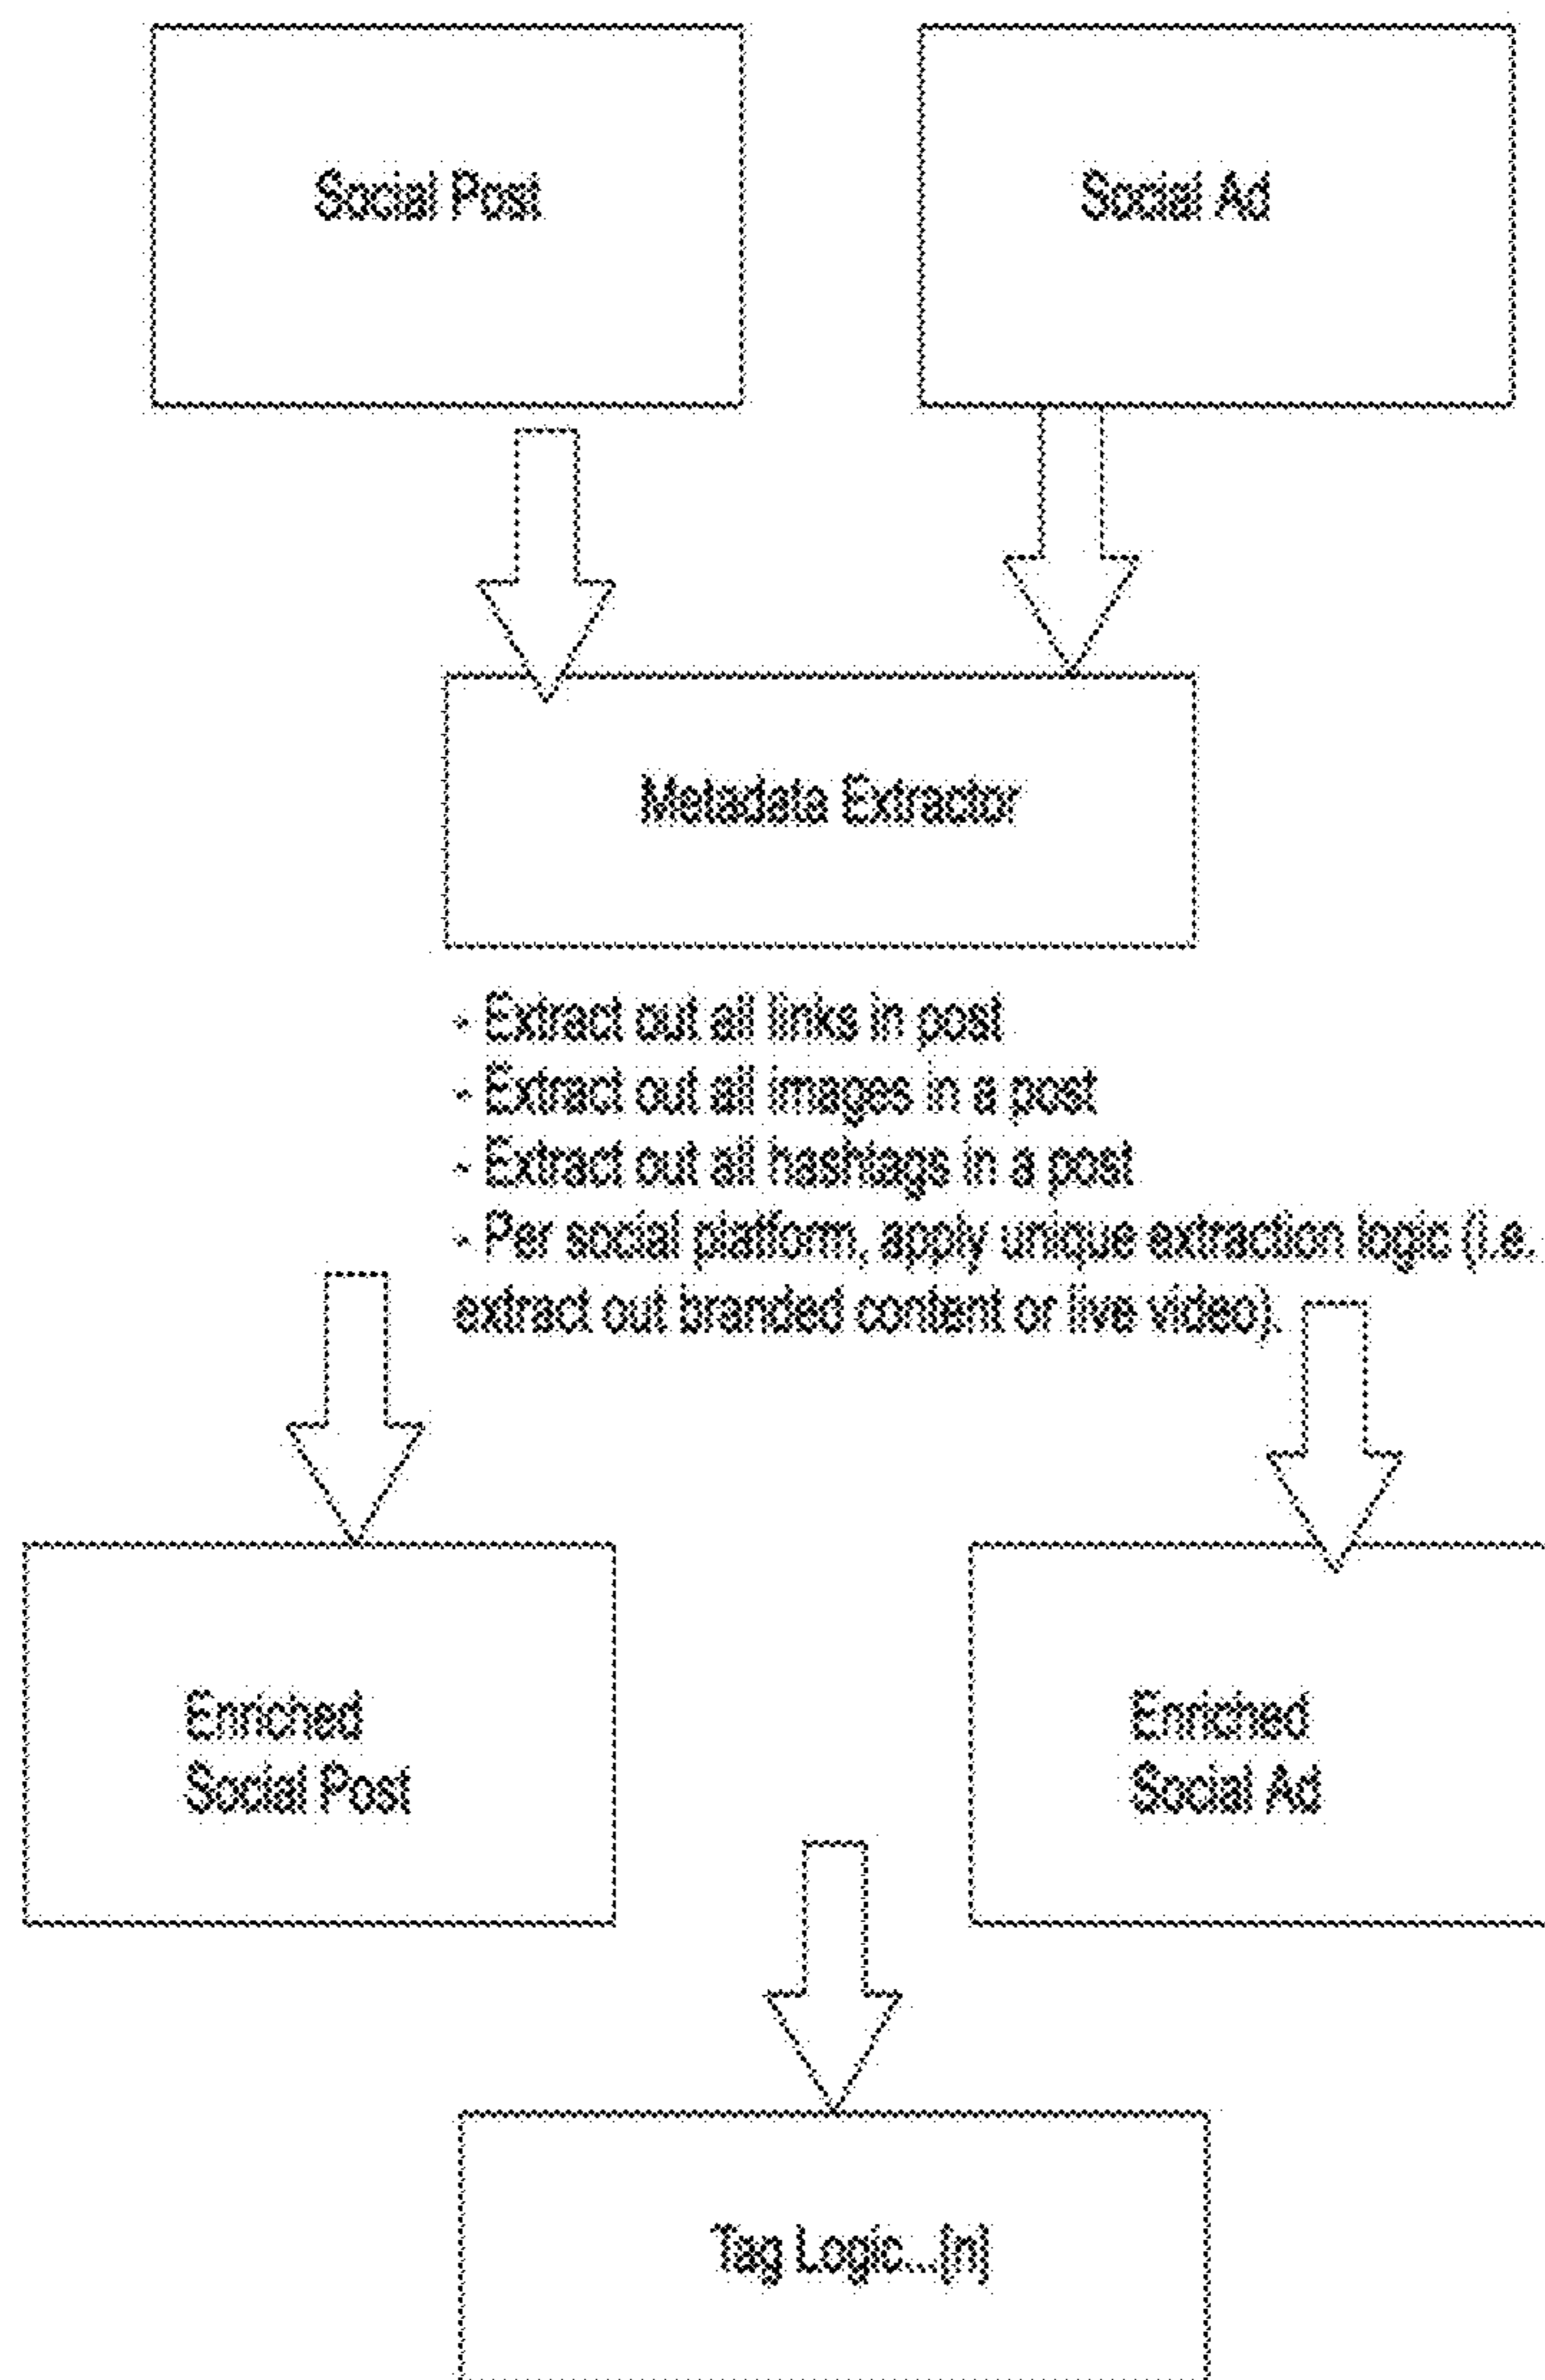 Social Post
Social Ad
Metadata Extractor
- Extract out all links in post
- Extract out all images in a post
- Extract out all hashtags in a post
- Per social platform, apply unique extraction logic (i.e.
extract out branded content or live video).
Enriched
Social Post
Enriched
Social Ad
Tag Logic...[n]